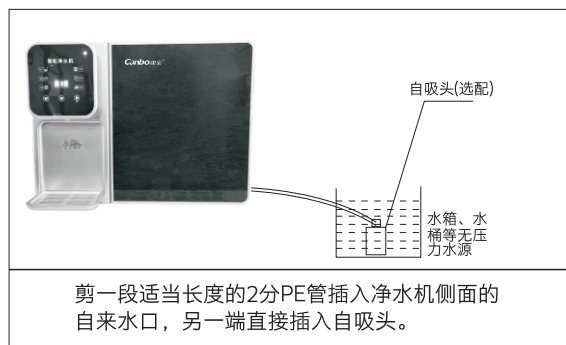 智能净水机
Canbo康宝
自吸头(选配)
水箱、水
桶等无压
力水源
剪一段适当长度的2分PE管插入净水机侧面的
自来水口，另一端直接插入自吸头。